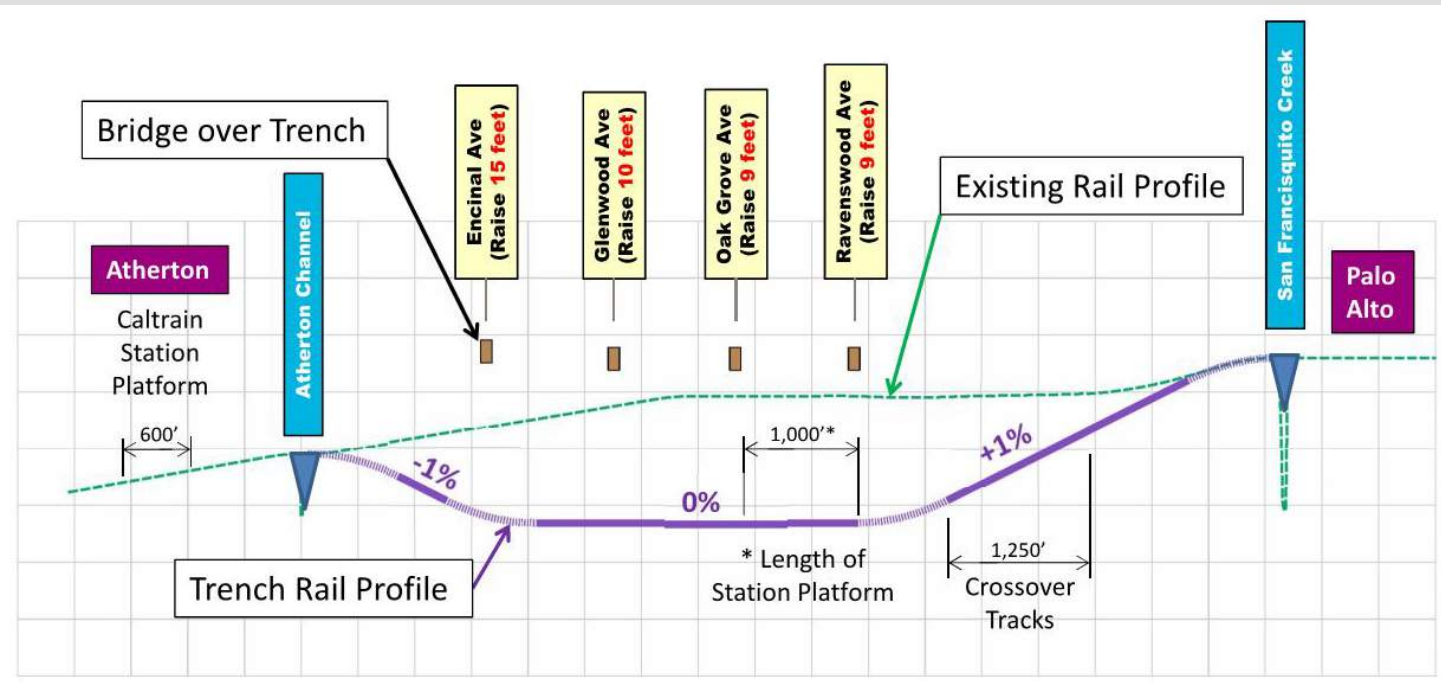 Bridge over Trench
Atherton
Caltrain
Station
Platform
600’
Atherton Channel
Encinal Ave
(Raise 15 feet)
Glenwood Ave
(Raise 10 feet)
Oak Grove Ave
(Raise 9 feet)
Ravenswood Ave
(Raise 9 feet)
Existing Rail Profile
San Francisquito Creek
Palo
Alto
-1%
0%
1,000’*
+1%
* Length of
Station Platform
1,250’
Crossover
Tracks
Trench Rail Profile